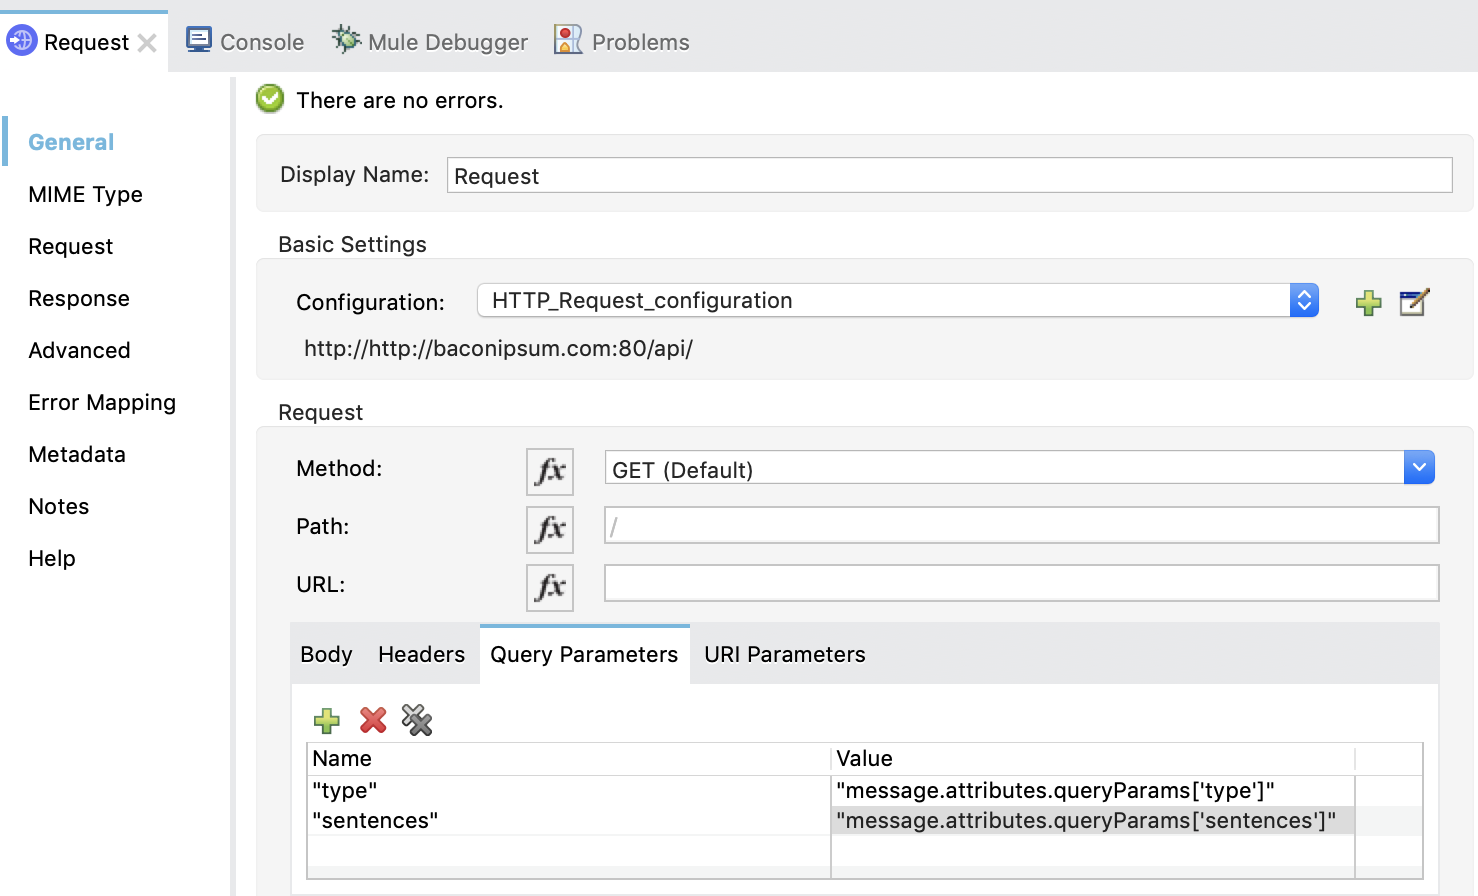 Request Console Mule Debugger Problems
There are no errors.
General
MIME Type
Request
Response
Advanced
Error Mapping
Metadata
Notes
Help
Display Name: Request
Basic Settings
Configuration: HTTP_Request_configuration
http://http://baconipsum.com:80/api/
Request
Method: fx GET (Default)
Path: fx /
URL: fx
Body Headers Query Parameters URI Parameters
Name Value
"type" "message.attributes.queryParams['type']"
"sentences" "message.attributes.queryParams['sentences']"